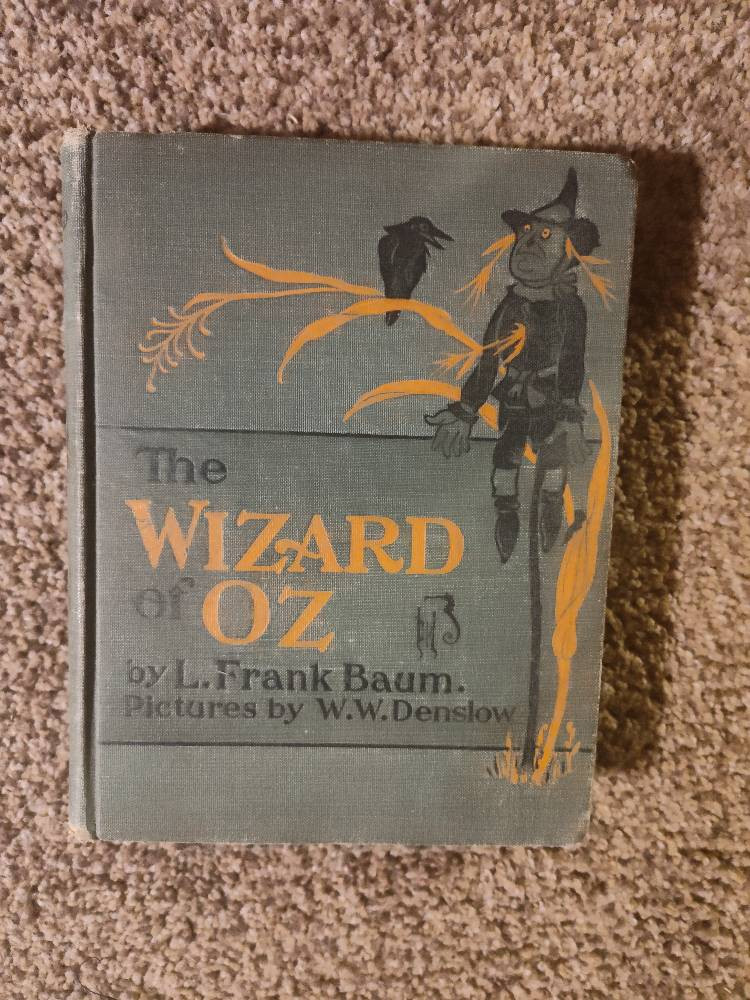 The
WIZARD
of OZ
by L. Frank Baum.
Pictures by W.W. Denslow